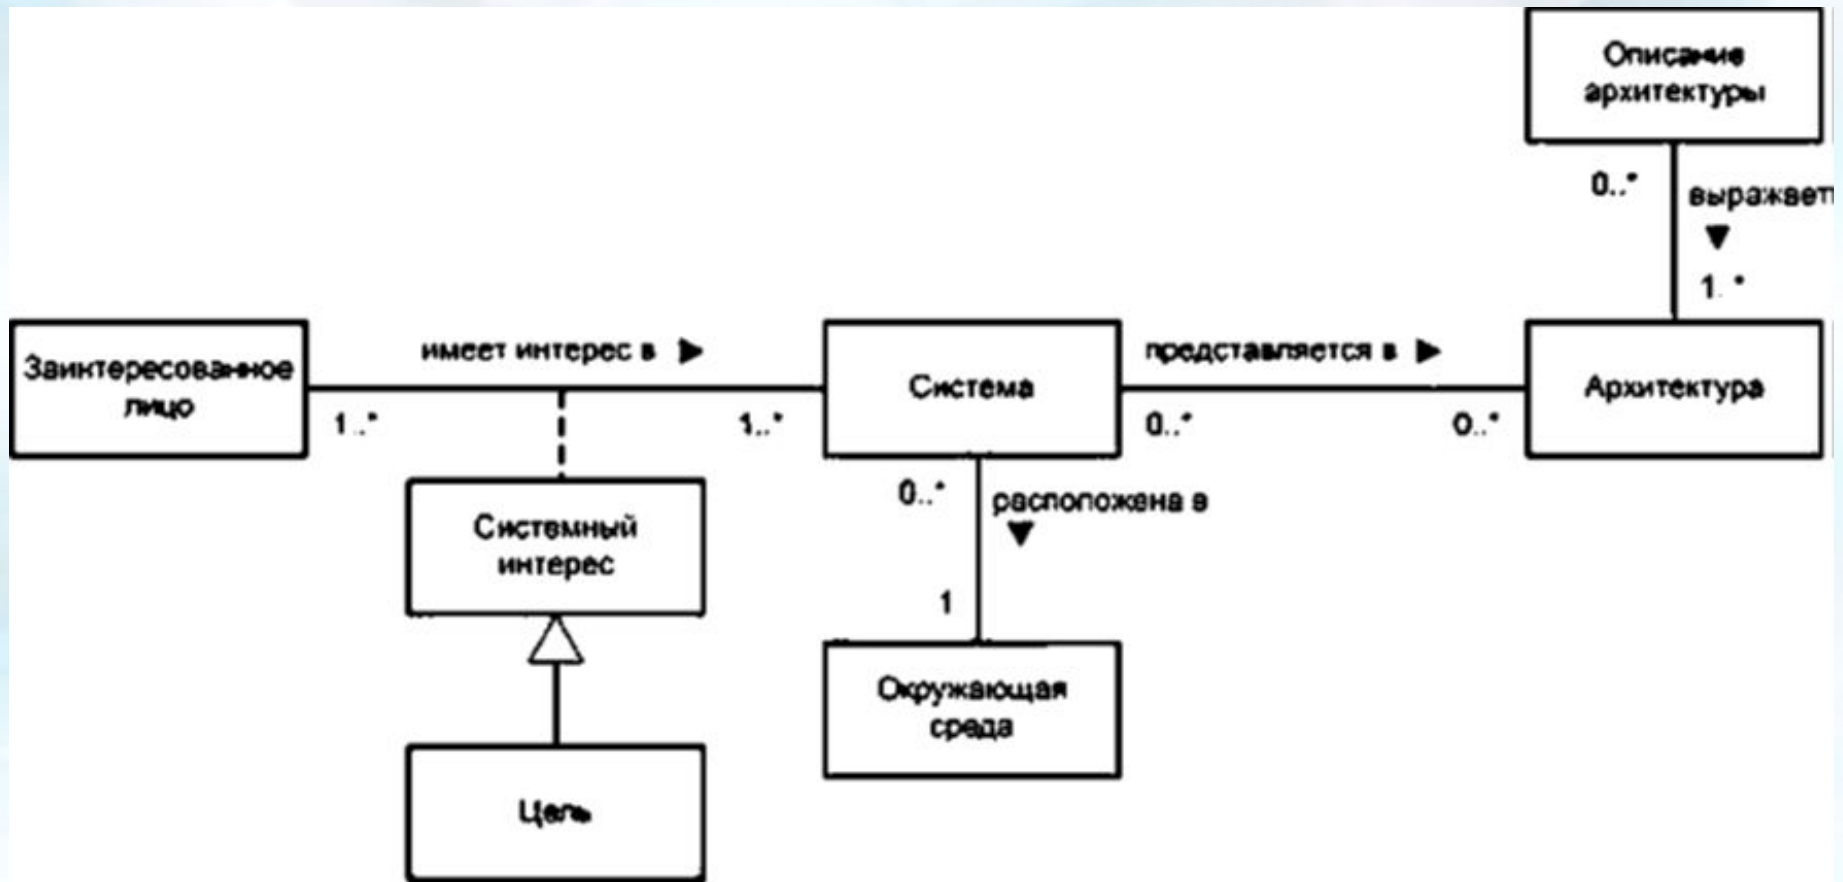 Описание
архитектуры
0..*
выражает
1..*
Заинтересованное
лицо
имеет интерес в
1..*
1..*
Система
представляется в
0..*
0..*
Архитектура
Системный
интерес
0..*
расположена в
1
Окружающая
среда
Цель